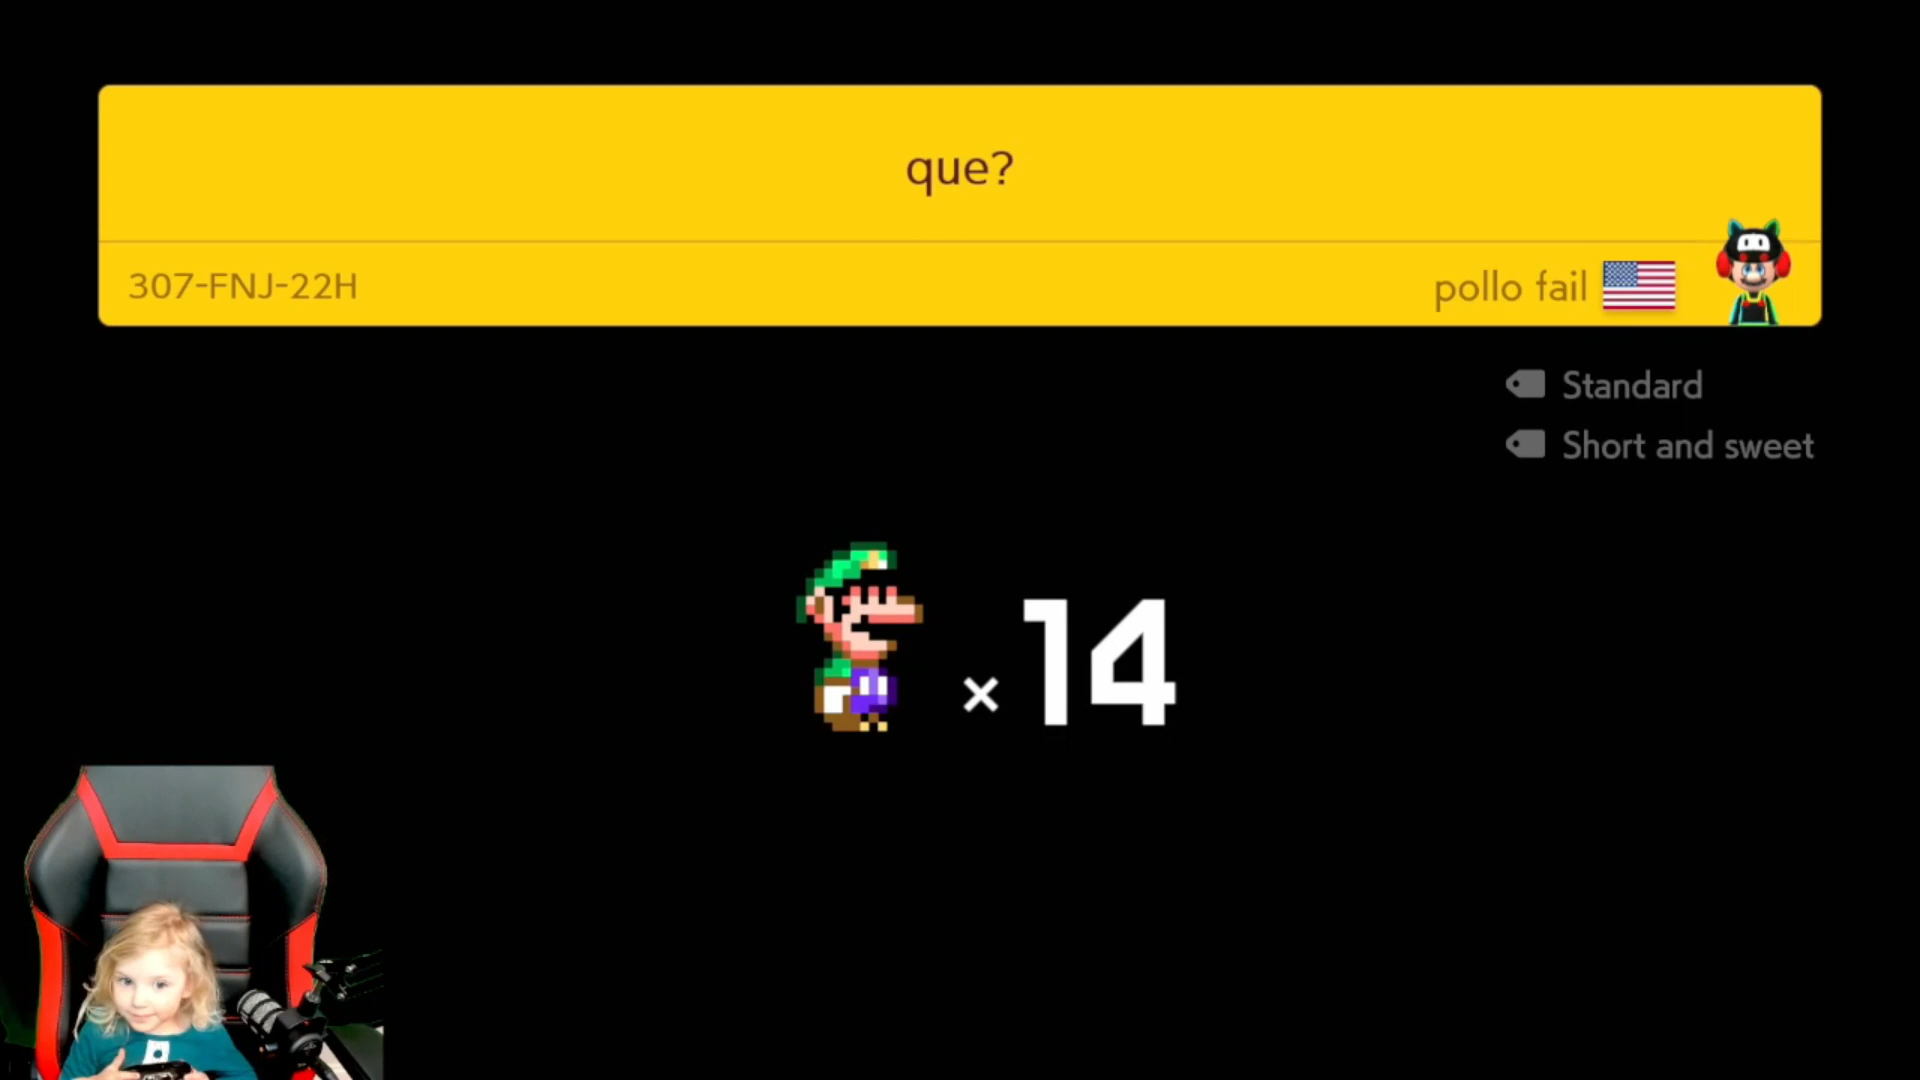 que?
307-FNJ-22H
pollo fail
Standard
Short and sweet
×14